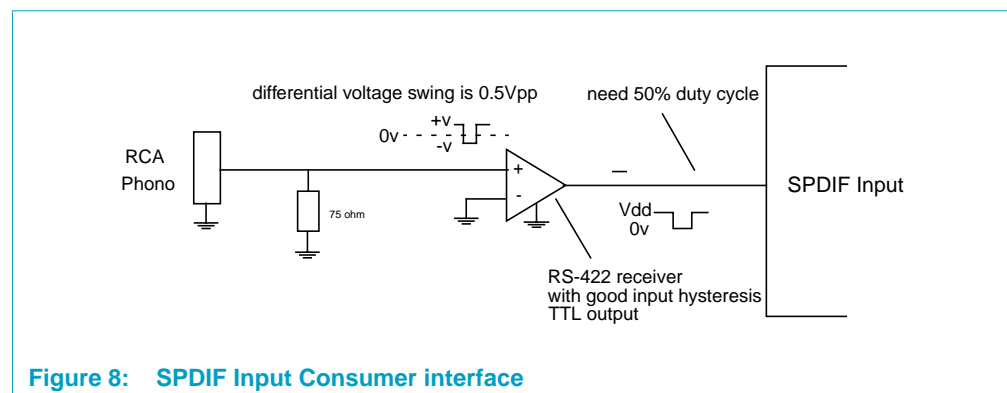 differential voltage swing is 0.5Vpp
need 50% duty cycle
+v
0v
-v
RCA
Phono
+
-
SPDIF Input
75 ohm
Vdd
0v
RS-422 receiver
with good input hysteresis
TTL output
Figure 8: SPDIF Input Consumer interface